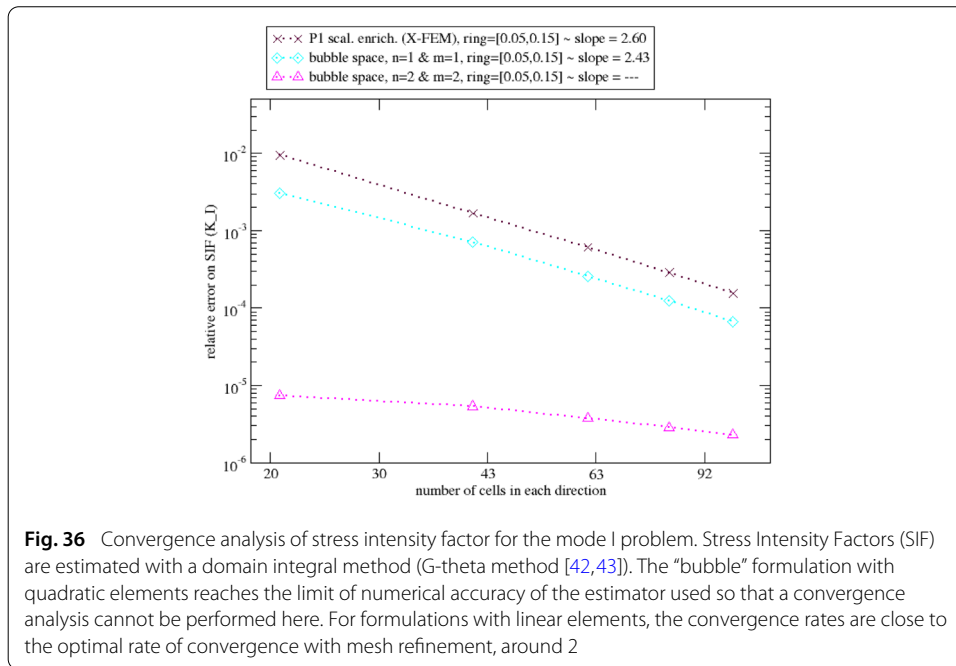 P1 scal. enrich. (X-FEM), ring=[0.05,0.15] ~ slope = 2.60
bubble space, n=1 & m=1, ring=[0.05,0.15] ~ slope = 2.43
bubble space, n=2 & m=2, ring=[0.05,0.15] ~ slope = ---
10^-2
10^-3
10^-4
10^-5
10^-6
relative error on SIF (K_I)
20 30 43 63 92
number of cells in each direction
Fig. 36 Convergence analysis of stress intensity factor for the mode I problem. Stress Intensity Factors (SIF)
are estimated with a domain integral method (G-theta method [42,43]). The “bubble” formulation with
quadratic elements reaches the limit of numerical accuracy of the estimator used so that a convergence
analysis cannot be performed here. For formulations with linear elements, the convergence rates are close to
the optimal rate of convergence with mesh refinement, around 2